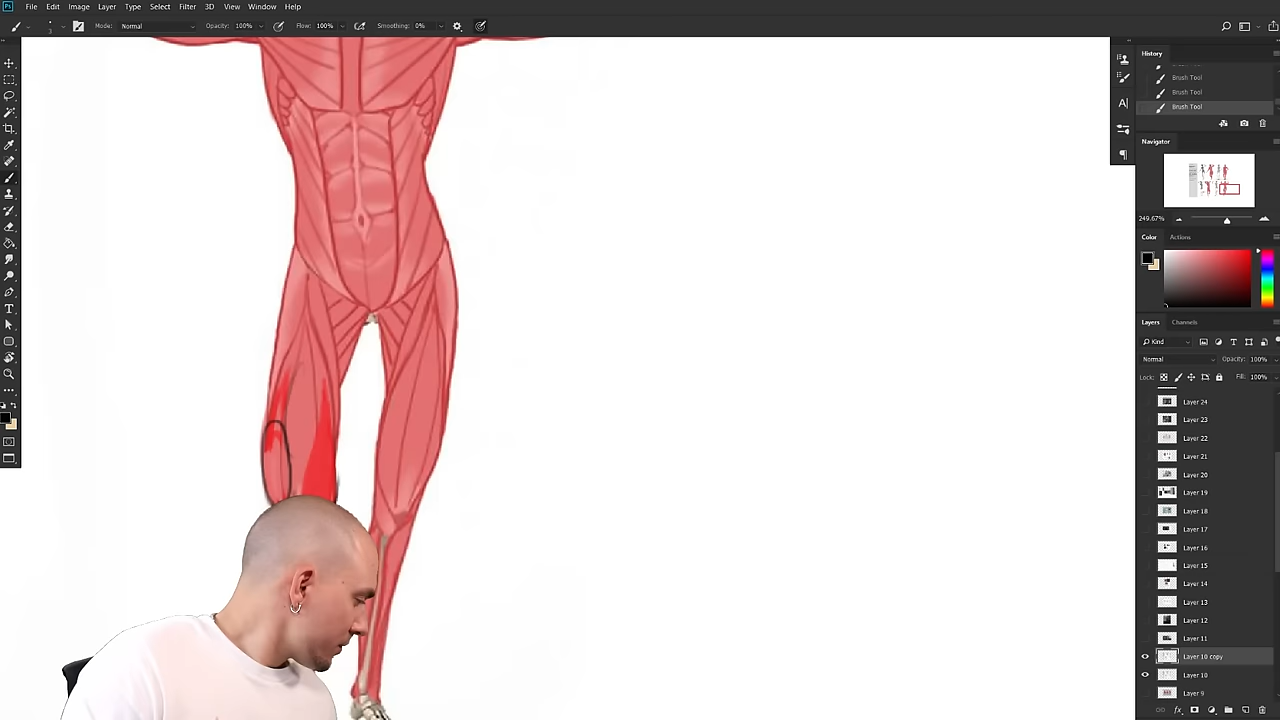 Ps File Edit Image Layer Type Select Filter 3D View Window Help
3 Mode: Normal Opacity: 100% Flow: 100% Smoothing: 0%
History
Brush Tool
Brush Tool
Brush Tool
Navigator
249.67%
Color Actions
Layers Channels
Kind
Normal Opacity: 100%
Lock: Fill: 100%
Layer 24
Layer 23
Layer 22
Layer 21
Layer 20
Layer 19
Layer 18
Layer 17
Layer 16
Layer 15
Layer 14
Layer 13
Layer 12
Layer 11
Layer 10 copy
Layer 10
Layer 9